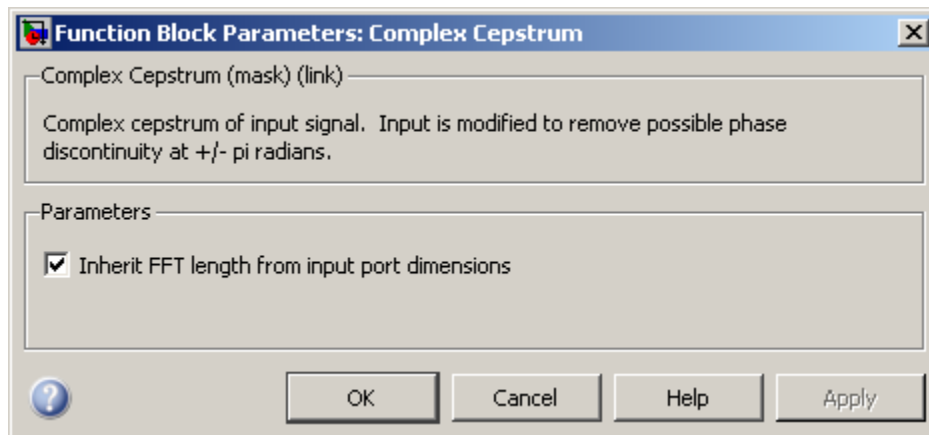 Function Block Parameters: Complex Cepstrum
Complex Cepstrum (mask) (link)
Complex cepstrum of input signal.  Input is modified to remove possible phase
discontinuity at +/- pi radians.
Parameters
Inherit FFT length from input port dimensions
?
OK
Cancel
Help
Apply